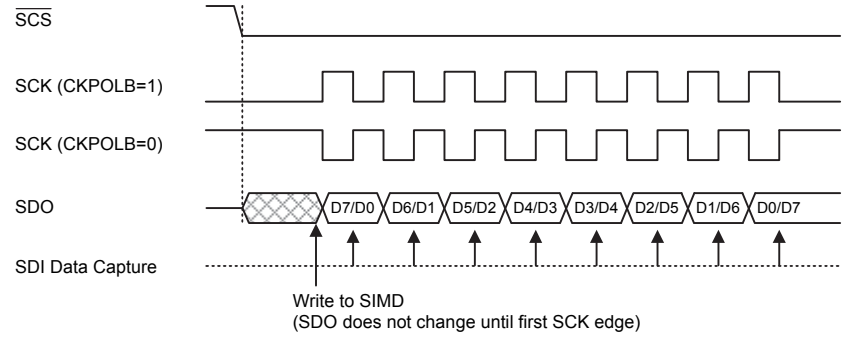 SCS
SCK (CKPOLB=1)
SCK (CKPOLB=0)
SDO D7/D0 D6/D1 D5/D2 D4/D3 D3/D4 D2/D5 D1/D6 D0/D7
SDI Data Capture
Write to SIMD
(SDO does not change until first SCK edge)